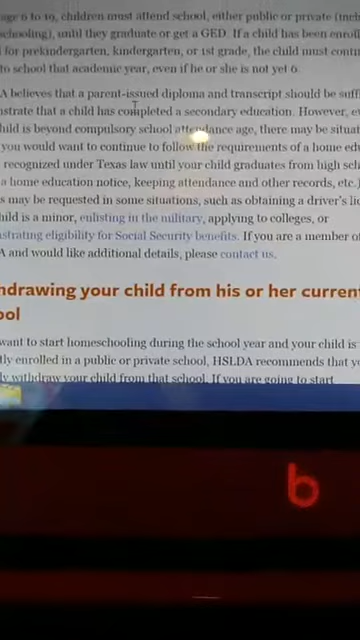 age 6 to 19, children must attend school, either public or private (inclu
schooling), until they graduate or get a GED. If a child has been enroll
for prekindergarten, kindergarten, or 1st grade, the child must conti
to school that academic year, even if he or she is not yet 6.
A believes that a parent-issued diploma and transcript should be suffi
nstrate that a child has completed a secondary education. However, ev
hild is beyond compulsory school attendance age, there may be situat
you would want to continue to follow the requirements of a home ed
recognized under Texas law until your child graduates from high sch
a home education notice, keeping attendance and other records, etc.)
s may be requested in some situations, such as obtaining a driver's li
hild is a minor, enlisting in the military, applying to colleges, or
nstrating eligibility for Social Security benefits. If you are a member of
A and would like additional details, please contact us.
hdrawing your child from his or her current
ool
want to start homeschooling during the school year and your child is
tly enrolled in a public or private school, HSLDA recommends that yo
ly withdraw your child from that school. If you are going to start
b